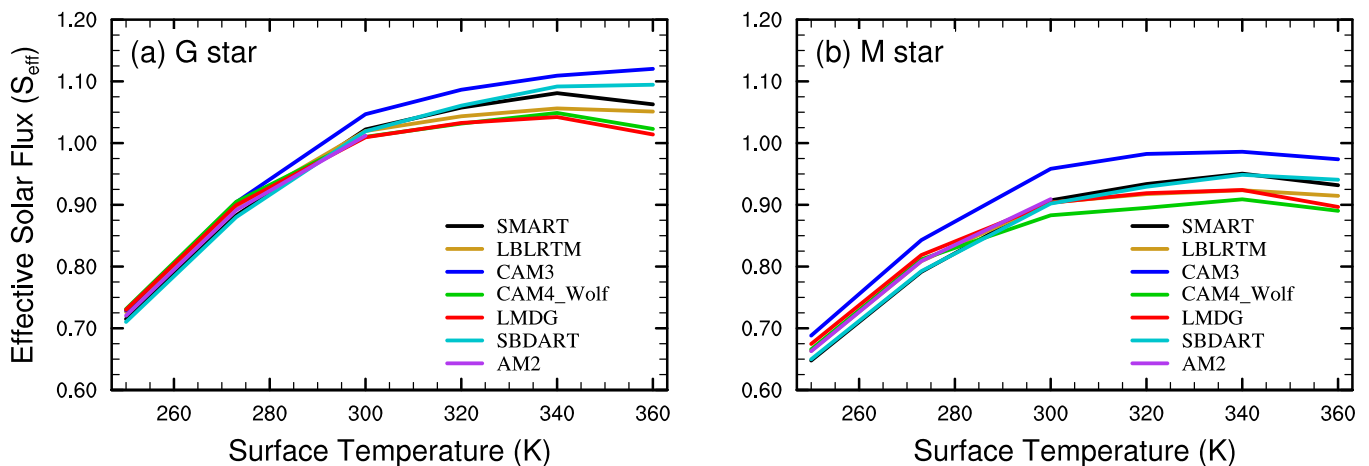 Effective Solar Flux (Seff)
1.20
1.10
1.00
0.90
0.80
0.70
0.60
(a) G star
SMART
LBLRTM
CAM3
CAM4_Wolf
LMDG
SBDART
AM2
260 280 300 320 340 360
Surface Temperature (K)
1.20
1.10
1.00
0.90
0.80
0.70
0.60
(b) M star
SMART
LBLRTM
CAM3
CAM4_Wolf
LMDG
SBDART
AM2
260 280 300 320 340 360
Surface Temperature (K)